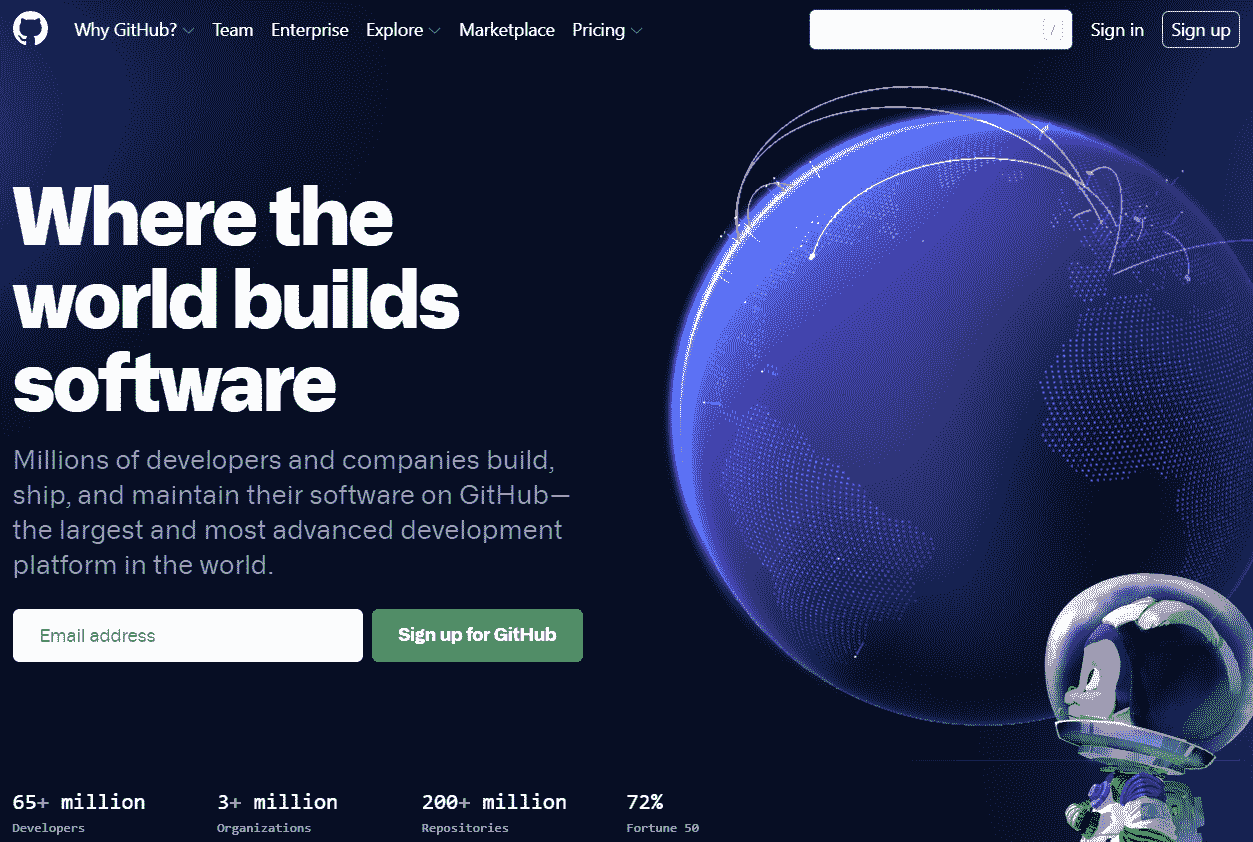 Why GitHub? Team Enterprise Explore Marketplace Pricing / Sign in Sign up
Where the
world builds
software
Millions of developers and companies build,
ship, and maintain their software on GitHub—
the largest and most advanced development
platform in the world.
Email address Sign up for GitHub
65+ million 3+ million 200+ million 72%
Developers Organizations Repositories Fortune 50